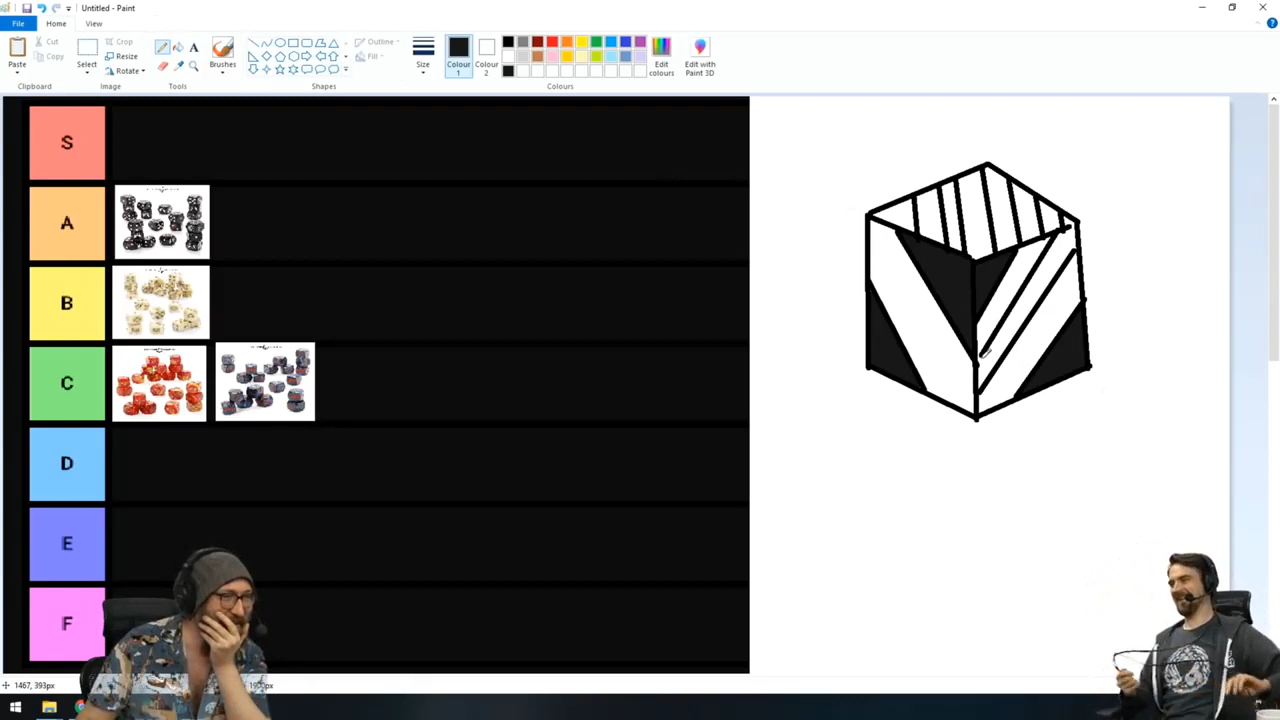 Untitled - Paint
File Home View
Paste
Cut
Copy
Clipboard
Select
Crop
Resize
Rotate
Image
Tools
Brushes
Shapes
Outline
Fill
Size
Colour
1
Colour
2
Colours
Edit
colours
Edit with
Paint 3D
S
A
B
C
D
E
F
1467, 393px